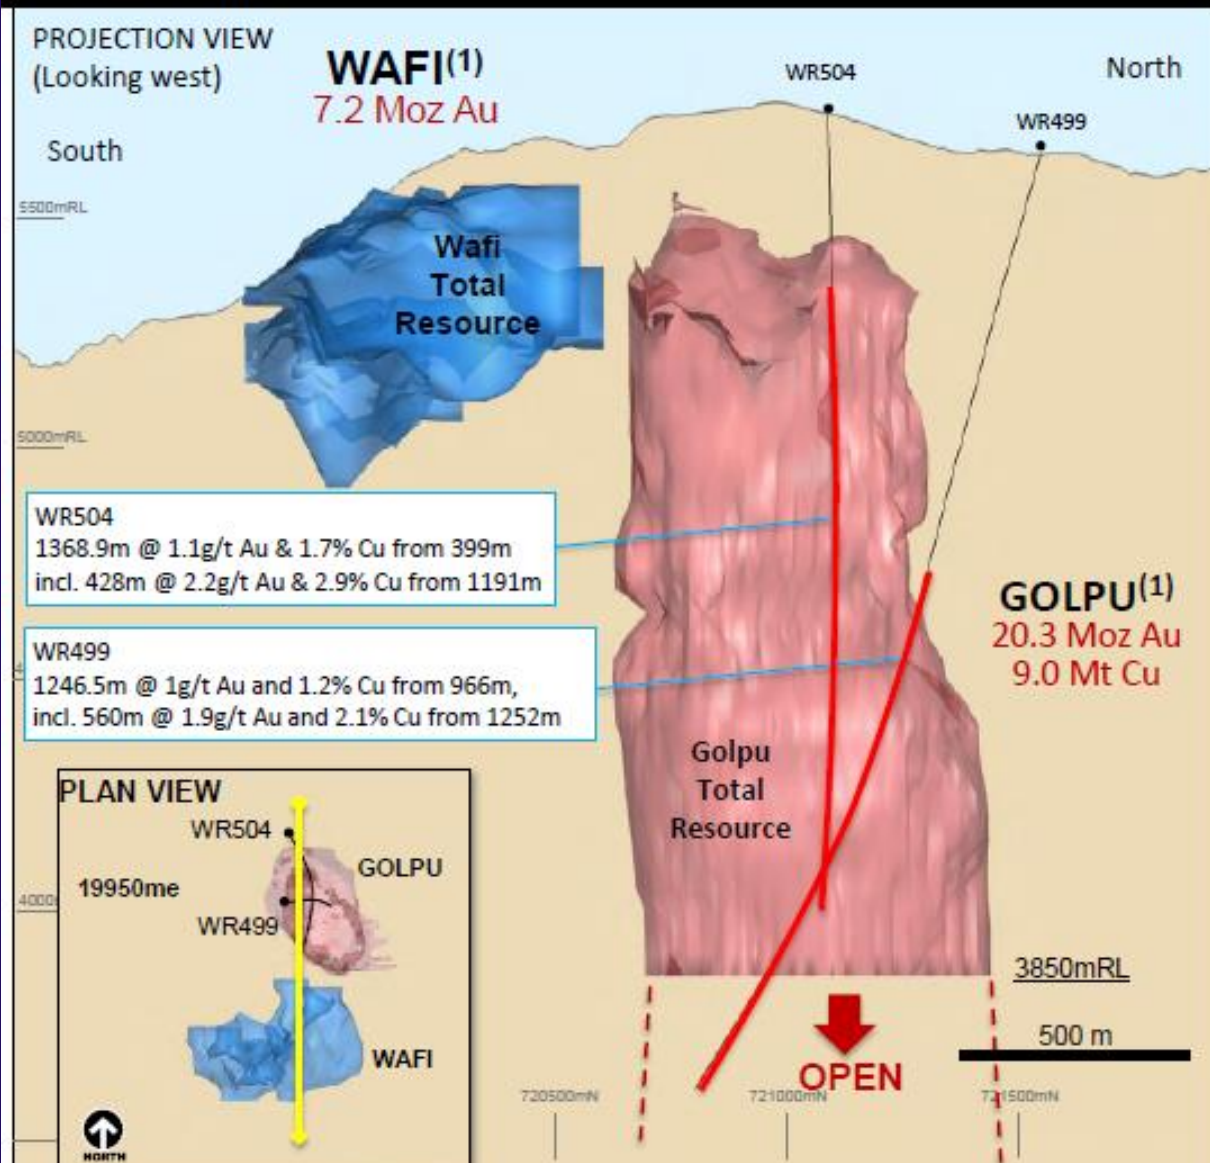 PROJECTION VIEW
(Looking west)
WAFI(1)
7.2 Moz Au
WR504
North
WR499
South
5500mRL
Wafi
Total
Resource
5000mRL
WR504
1368.9m @ 1.1g/t Au & 1.7% Cu from 399m
incl. 428m @ 2.2g/t Au & 2.9% Cu from 1191m
GOLPU(1)
20.3 Moz Au
9.0 Mt Cu
WR499
1246.5m @ 1g/t Au and 1.2% Cu from 966m,
incl. 560m @ 1.9g/t Au and 2.1% Cu from 1252m
Golpu
Total
Resource
PLAN VIEW
WR504
GOLPU
19950me
WR499
WAFI
NORTH
4000
3850mRL
500 m
OPEN
720500mN
721000mN
721500mN